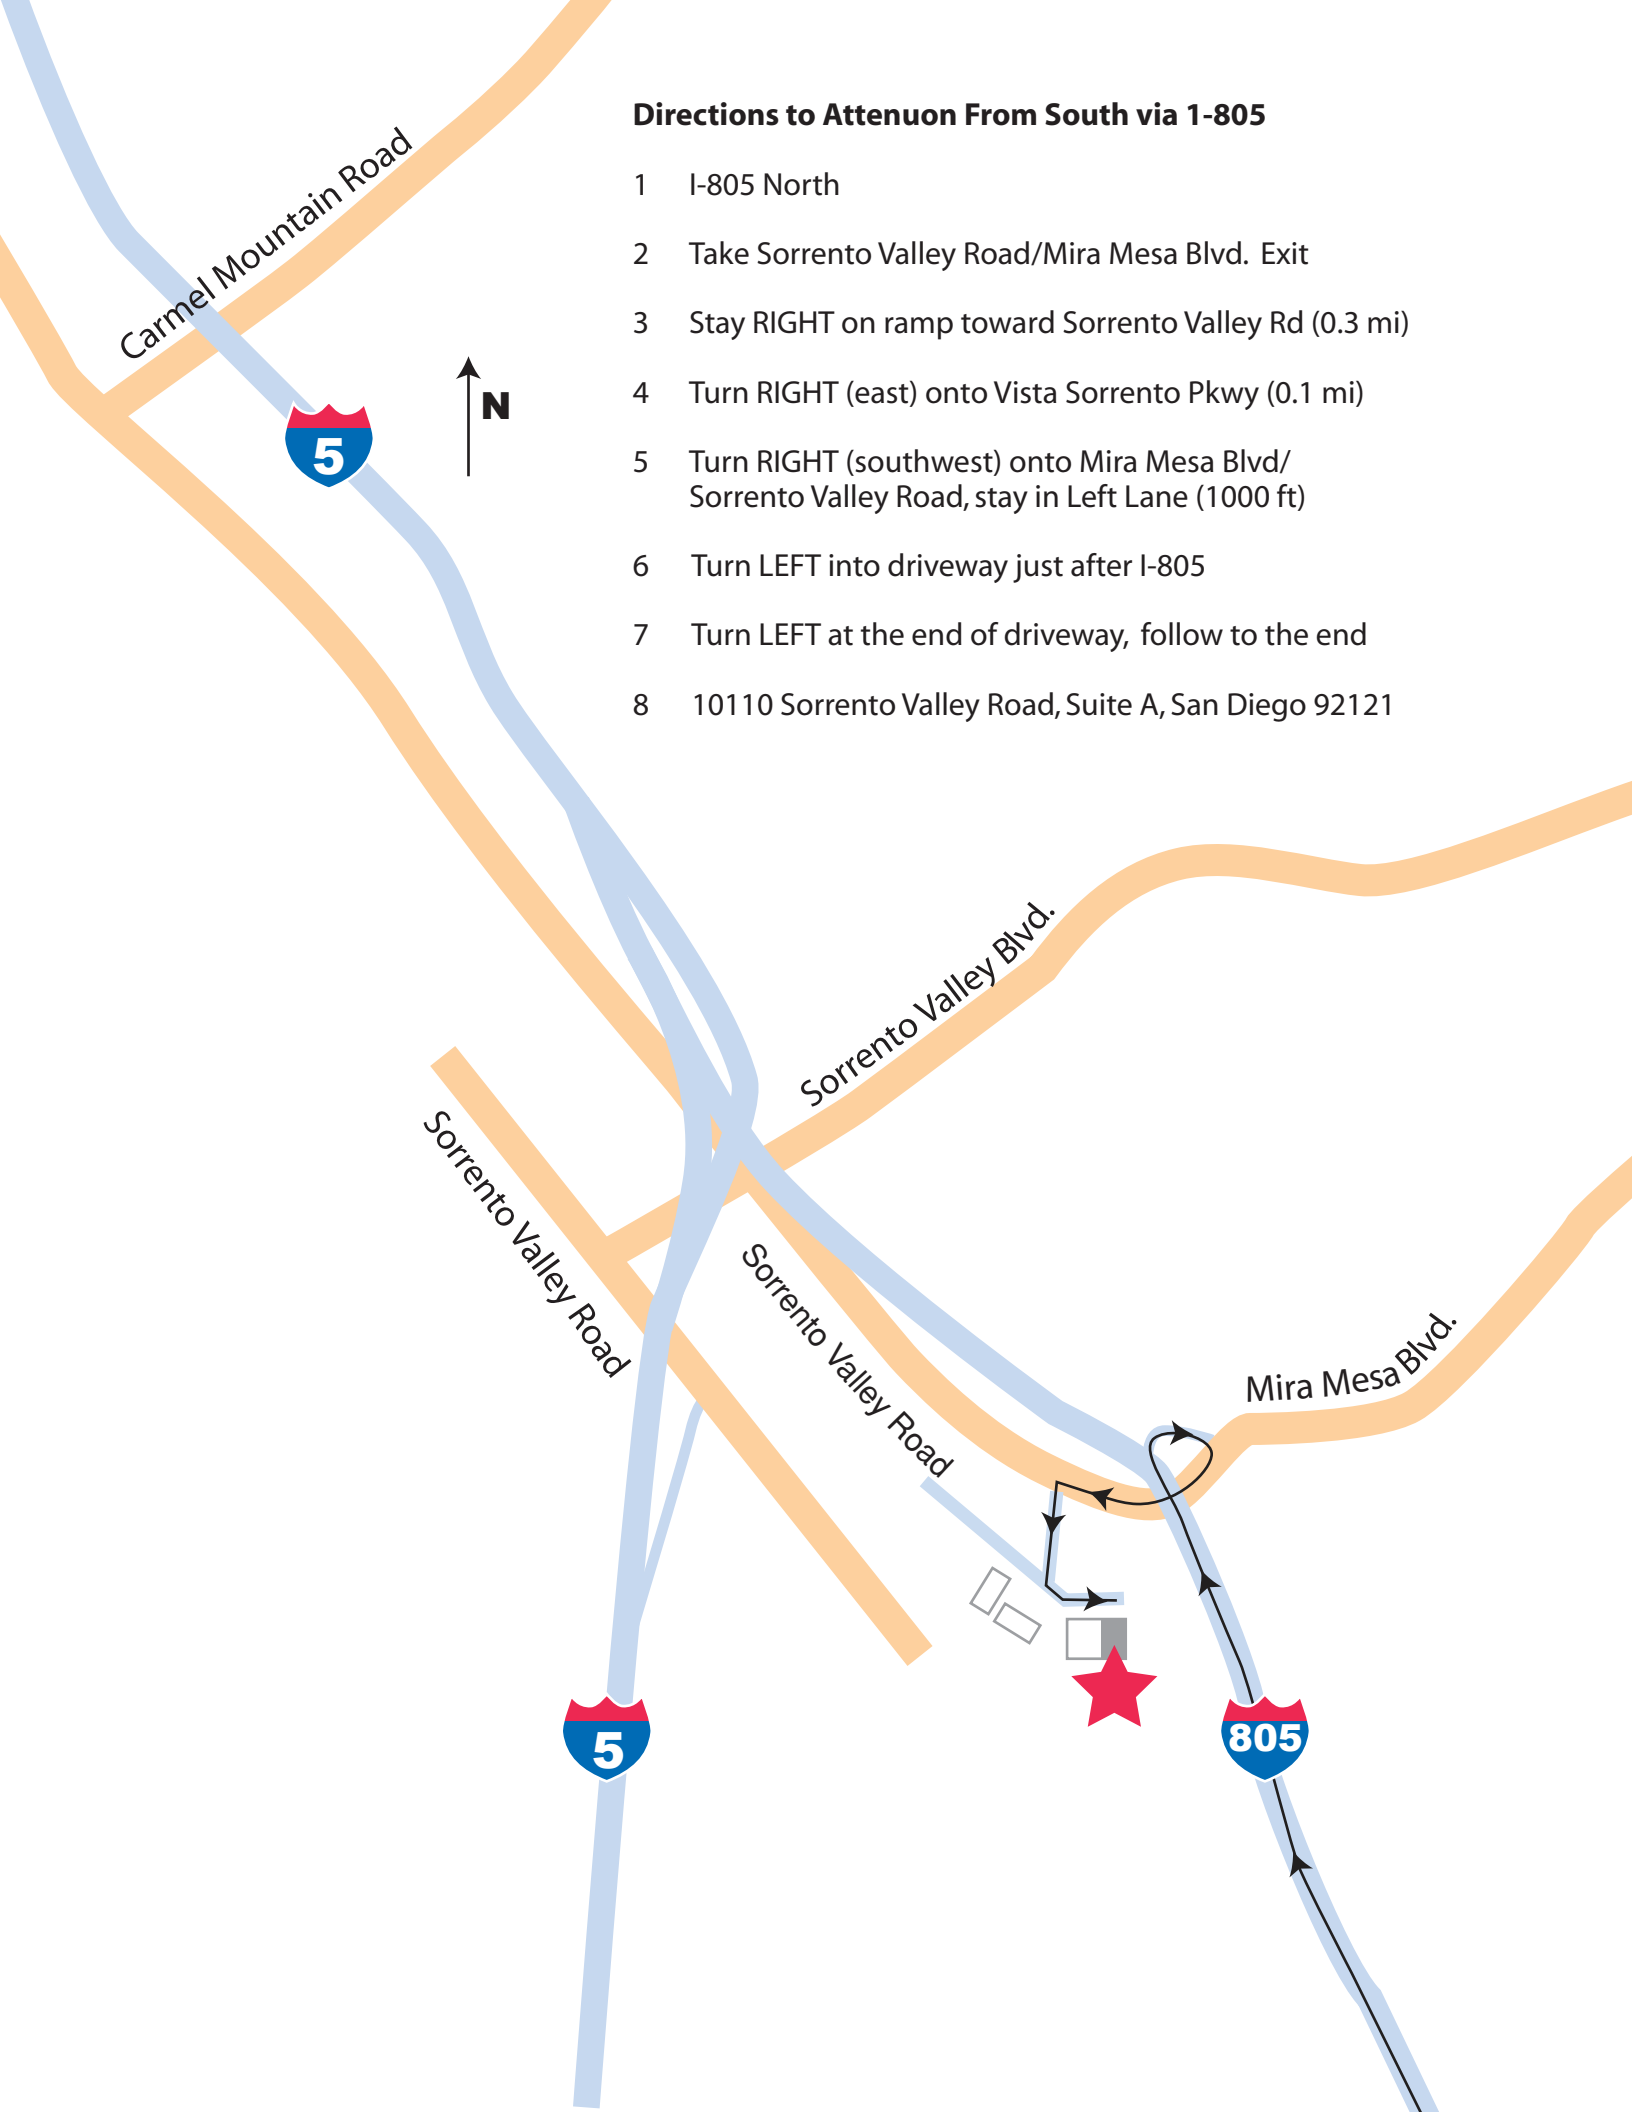 Directions to Attenuon From South via 1-805
1 I-805 North
2 Take Sorrento Valley Road/Mira Mesa Blvd. Exit
3 Stay RIGHT on ramp toward Sorrento Valley Rd (0.3 mi)
4 Turn RIGHT (east) onto Vista Sorrento Pkwy (0.1 mi)
5 Turn RIGHT (southwest) onto Mira Mesa Blvd/
Sorrento Valley Road, stay in Left Lane (1000 ft)
6 Turn LEFT into driveway just after I-805
7 Turn LEFT at the end of driveway, follow to the end
8 10110 Sorrento Valley Road, Suite A, San Diego 92121
Carmel Mountain Road
5
N
Sorrento Valley Blvd.
Sorrento Valley Road
Sorrento Valley Road
Mira Mesa Blvd.
5
805